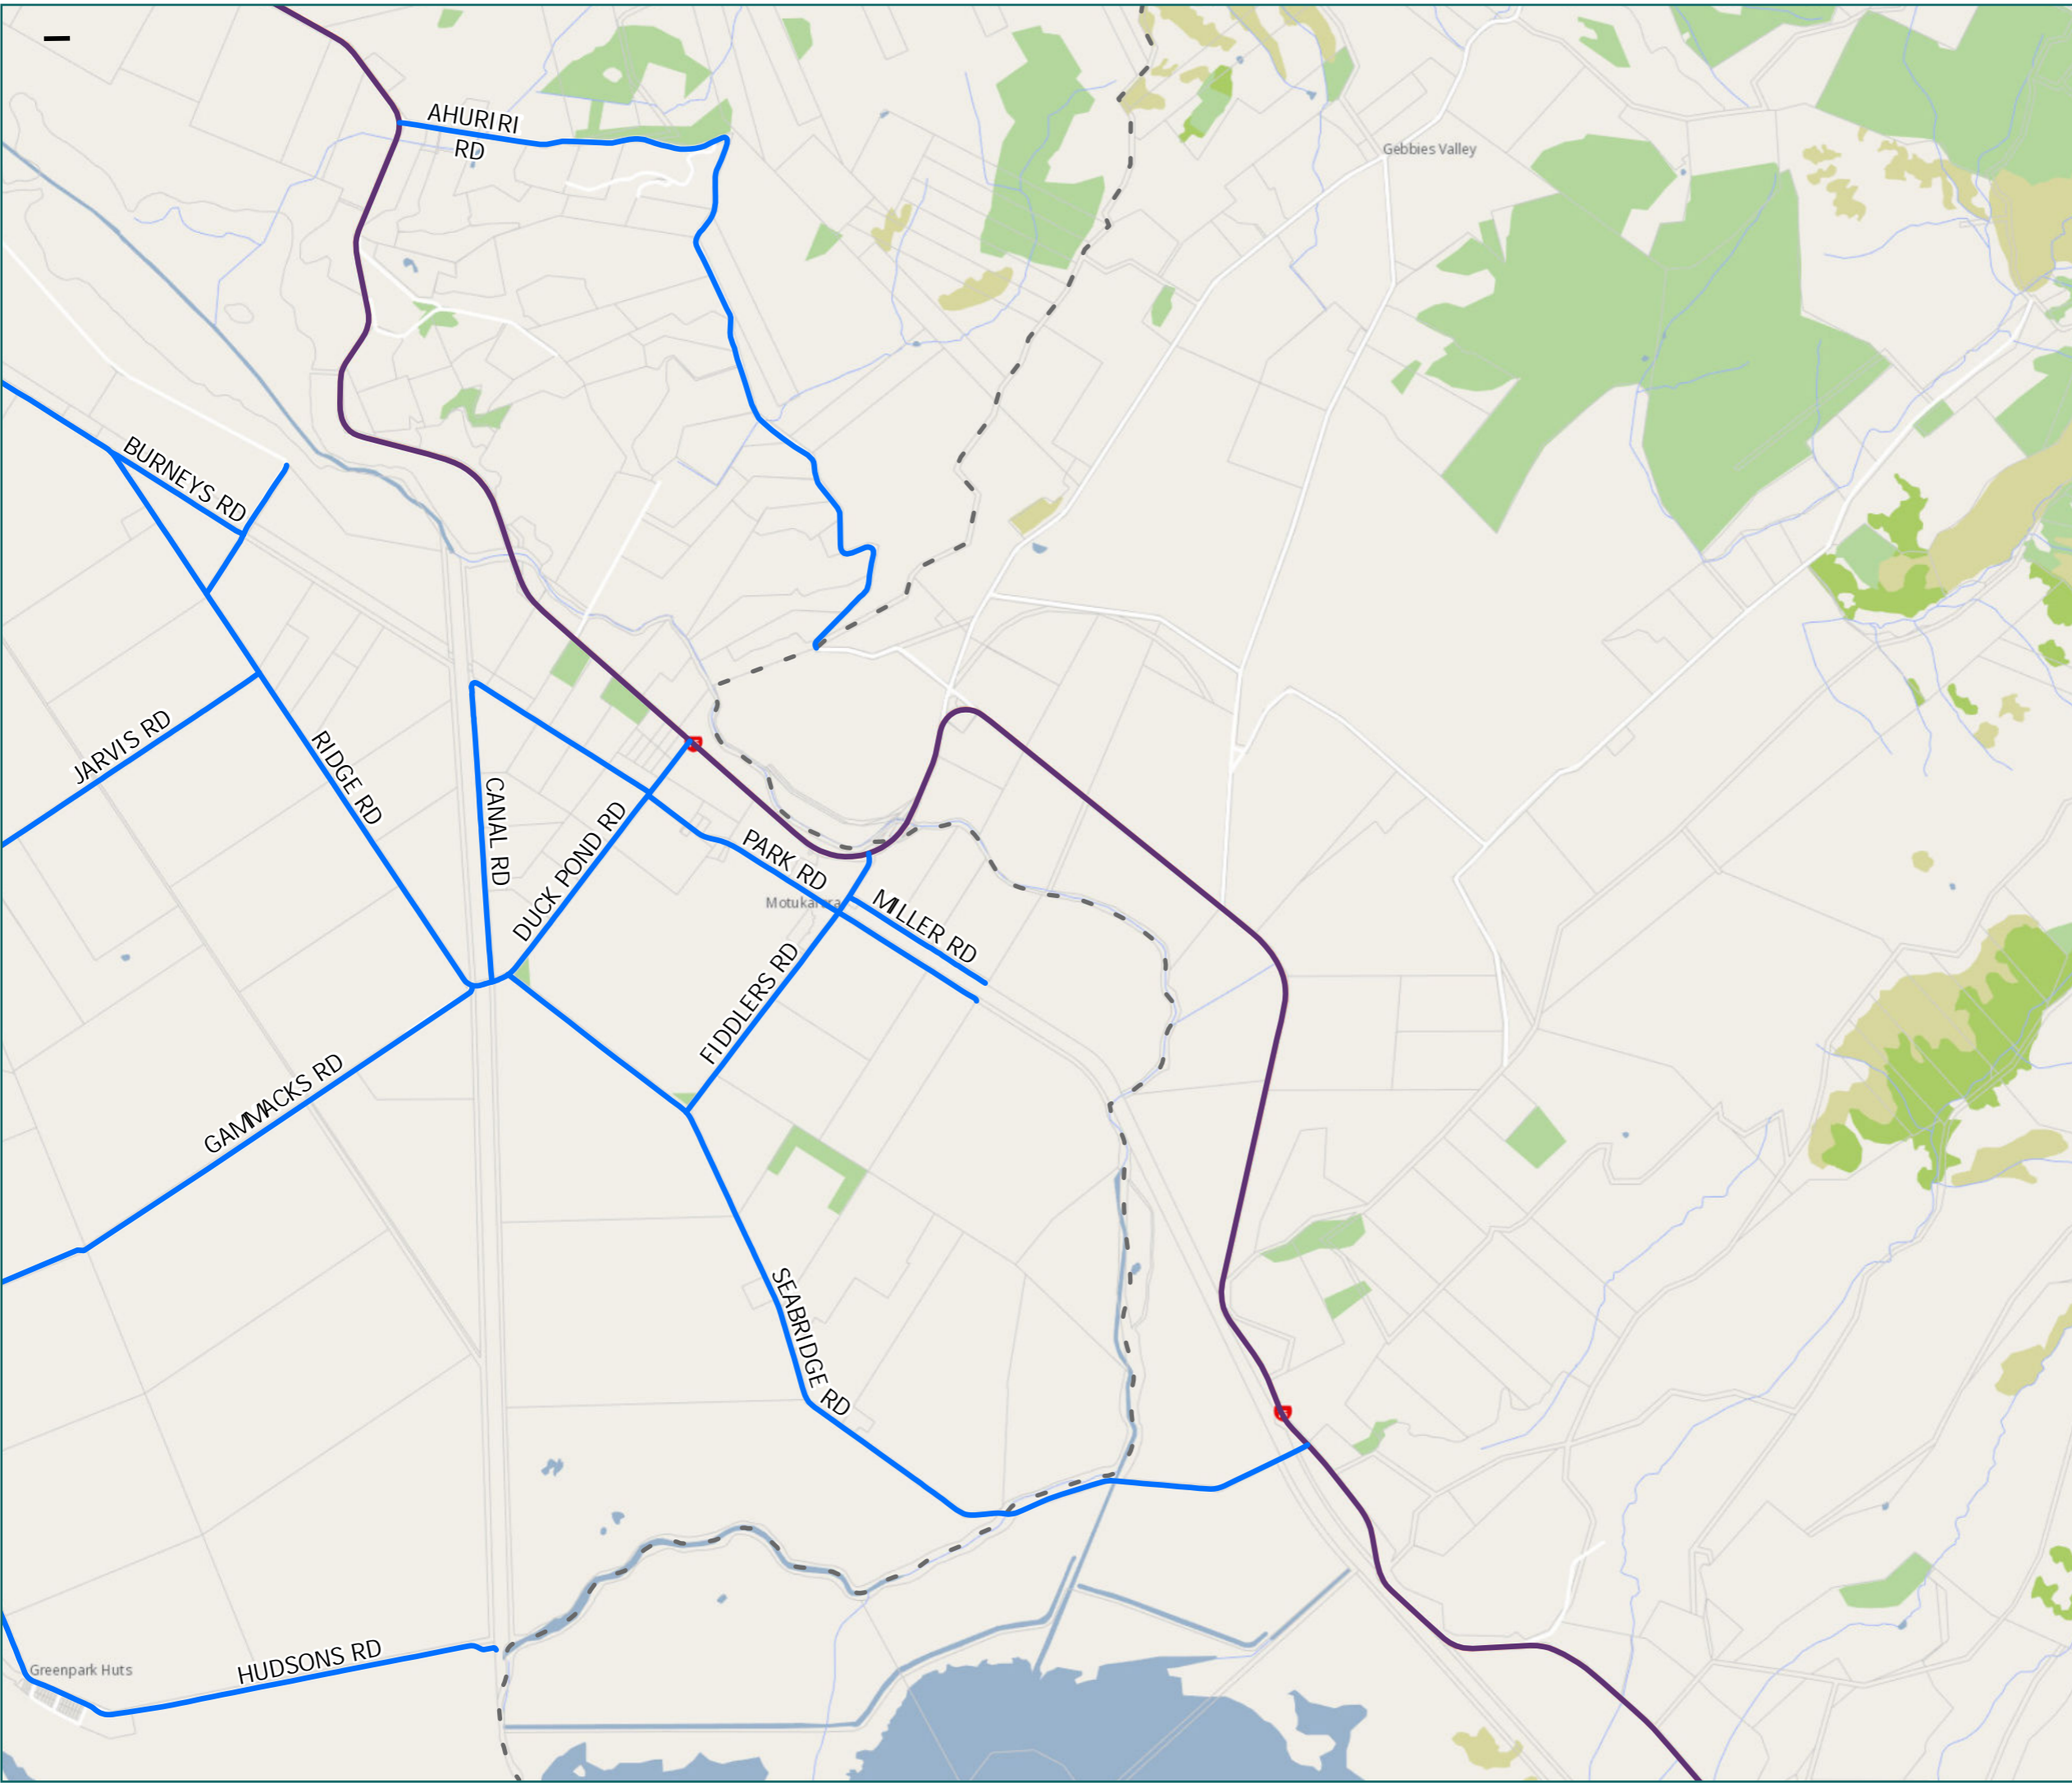 AHURIRI
RD
Gebbies Valley
BURNEYS RD
JARVIS RD
RIDGE RD
CANAL RD
DUCK POND RD
PARK RD
MILLER RD
FIDDLERS RD
GAMMACKS RD
SEABRIDGE RD
HUDSONS RD
Greenpark Huts